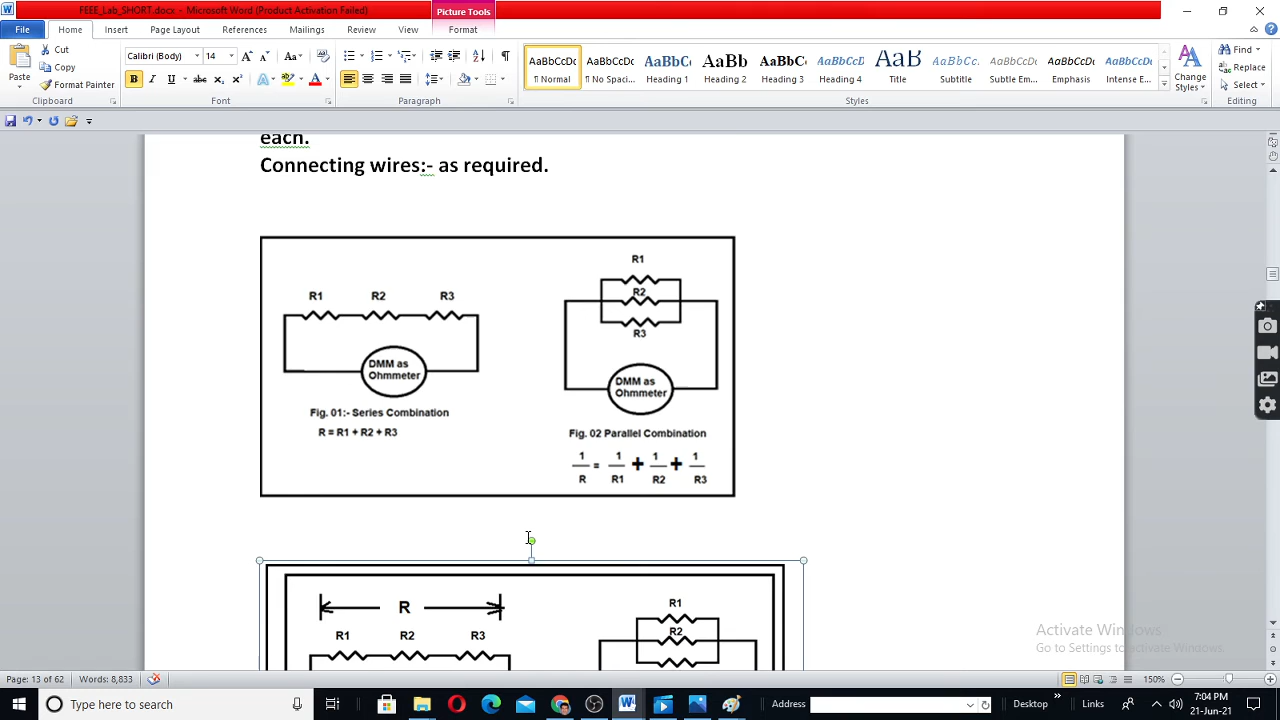 FEEE_Lab_SHORT.docx - Microsoft Word (Product Activation Failed)
Picture Tools
File Home Insert Page Layout References Mailings Review View Format
Paste
Cut
Copy
Format Painter
Clipboard
Calibri (Body) 14
Font
Paragraph
AaBbCcDc AaBbCcDc AaBbC AaBb AaBbC AaBbCcDc AaB AaBbCcD AaBbCcDc AaBbCcDc AaBbCcDc
¶ Normal ¶ No Spaci... Heading 1 Heading 2 Heading 3 Heading 4 Title Subtitle Subtle Em... Emphasis Intense E...
Change
Styles
Styles
Find
Replace
Select
Editing
each.
Connecting wires:- as required.
R1 R2 R3
DMM as
Ohmmeter
Fig. 01:- Series Combination
R = R1 + R2 + R3
R1
R2
R3
DMM as
Ohmmeter
Fig. 02 Parallel Combination
1 1 1 1
= + +
R R1 R2 R3
R
R1 R2 R3
R1
R2
Activate Windows
Go to Settings to activate Windows.
Page: 13 of 62 Words: 8,833 150%
Type here to search
Address
Desktop
Links
7:04 PM
21-Jun-21